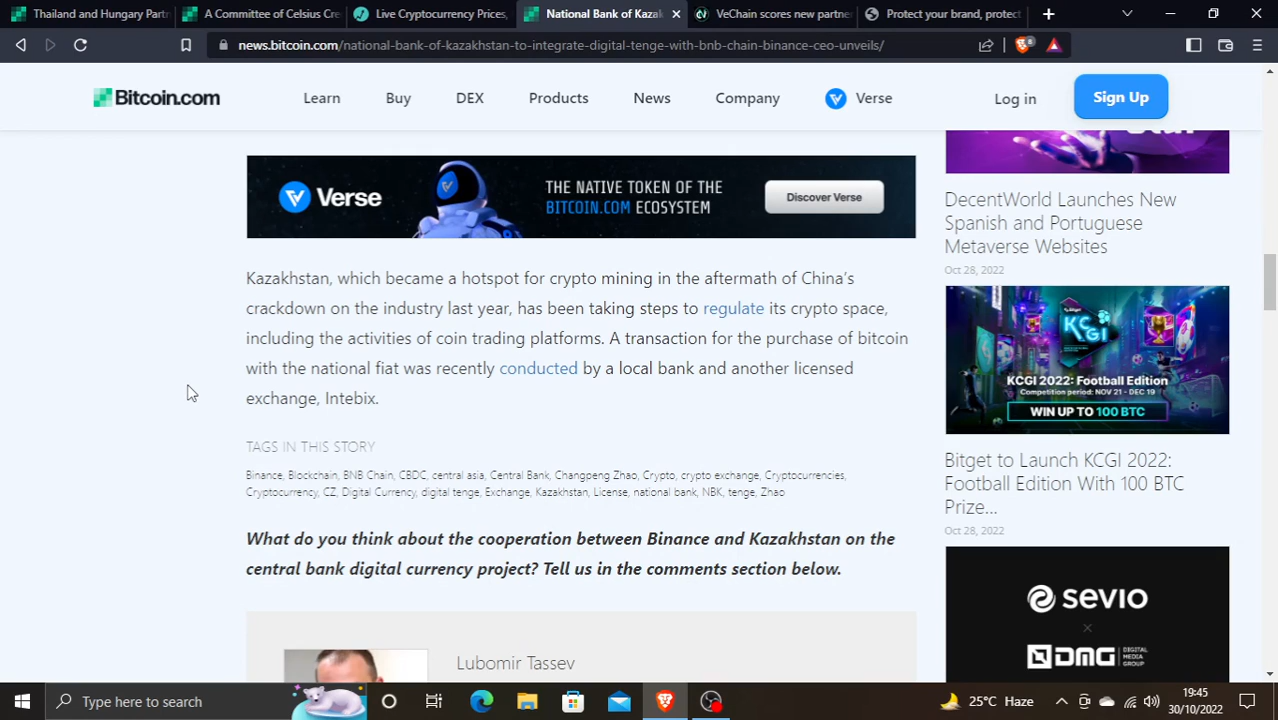 Thailand and Hungary Partn
A Committee of Celsius Cre
Live Cryptocurrency Prices,
National Bank of Kazak
VeChain scores new partne
Protect your brand, protect
news.bitcoin.com/national-bank-of-kazakhstan-to-integrate-digital-tenge-with-bnb-chain-binance-ceo-unveils/
8
Bitcoin.com
Learn
Buy
DEX
Products
News
Company
Verse
Log in
Sign Up
Verse
THE NATIVE TOKEN OF THE
BITCOIN.COM ECOSYSTEM
Discover Verse
Kazakhstan, which became a hotspot for crypto mining in the aftermath of China's
crackdown on the industry last year, has been taking steps to regulate its crypto space,
including the activities of coin trading platforms. A transaction for the purchase of bitcoin
with the national fiat was recently conducted by a local bank and another licensed
exchange, Intebix.
TAGS IN THIS STORY
Binance, Blockchain, BNB Chain, CBDC, central asia, Central Bank, Changpeng Zhao, Crypto, crypto exchange, Cryptocurrencies,
Cryptocurrency, CZ, Digital Currency, digital tenge, Exchange, Kazakhstan, License, national bank, NBK, tenge, Zhao
What do you think about the cooperation between Binance and Kazakhstan on the
central bank digital currency project? Tell us in the comments section below.
Lubomir Tassev
DecentWorld Launches New
Spanish and Portuguese
Metaverse Websites
Oct 28, 2022
KCGI
KCGI 2022: Football Edition
Competition period: NOV 21 - DEC 19
WIN UP TO 100 BTC
Bitget to Launch KCGI 2022:
Football Edition With 100 BTC
Prize...
Oct 28, 2022
sevio
×
DMG DIGITAL
MEDIA
GROUP
Type here to search
25°C Haze
19:45
30/10/2022